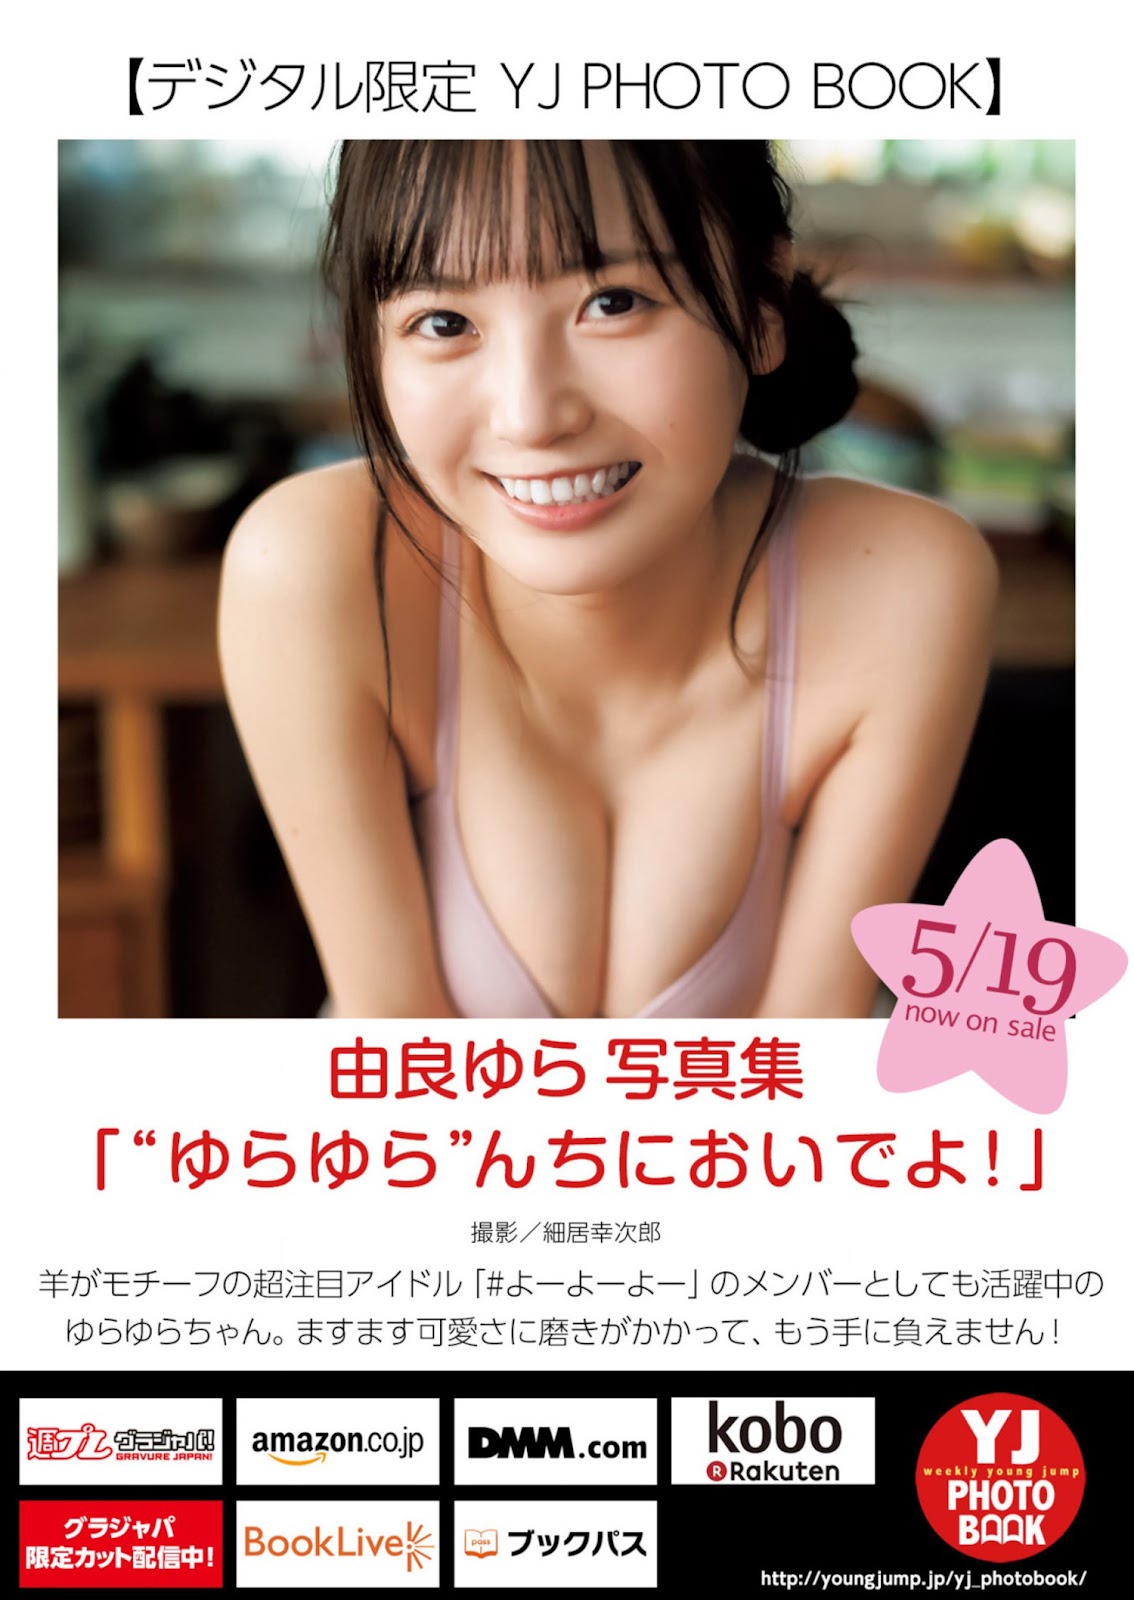 【デジタル限定 YJ PHOTO BOOK】
5/19
now on sale
由良ゆら 写真集
「“ゆらゆら”んちにおいでよ!」
撮影／細居幸次郎
羊がモチーフの超注目アイドル「#よーよーよー」のメンバーとしても活躍中の
ゆらゆらちゃん。ますます可愛さに磨きがかかって、もう手に負えません!
週プレ グラジャパ!
GRAVURE JAPAN!
amazon.co.jp
DMM.com
kobo
R Rakuten
グラジャパ
限定カット配信中!
BookLive!
pass ブックパス
YJ
weekly young jump
PHOTO
BOOK
http://youngjump.jp/yj_photobook/